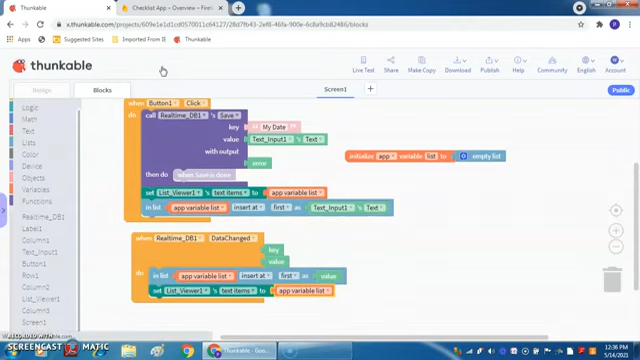 Thunkable
Checklist App – Overview – Fire
x.thunkable.com/projects/609e1e1d1cd05701141127/28d7fb43-2ef8-46fa-900e-6c8a9cb82486/blocks
Apps
Suggested Sites
Imported From IE
Thunkable
thunkable
Live Test
Share
Make Copy
Download
Publish
Help
Community
English
Account
Design
Blocks
Screen1
+
Public
Logic
Math
Text
Lists
Color
Device
Objects
Variables
Functions
Realtime_DB1
Label1
Column1
Text_Input1
Button1
Row1
Column2
List_Viewer1
Column3
Screen1
when Button1 Click
do call Realtime_DB1 's Save
key " My Date "
value Text_Input1 's Text
with output
error
then do when Save is done
set List_Viewer1 's text items to app variable list
in list app variable list insert at first as Text_Input1 's Text
initialize app variable list to empty list
when Realtime_DB1 DataChanged
key
value
do in list app variable list insert at first as value
set List_Viewer1 's text items to app variable list
RECORDED WITH
SCREENCAST MATIC
Thunkable - Goo...
12:36 PM
5/14/2021